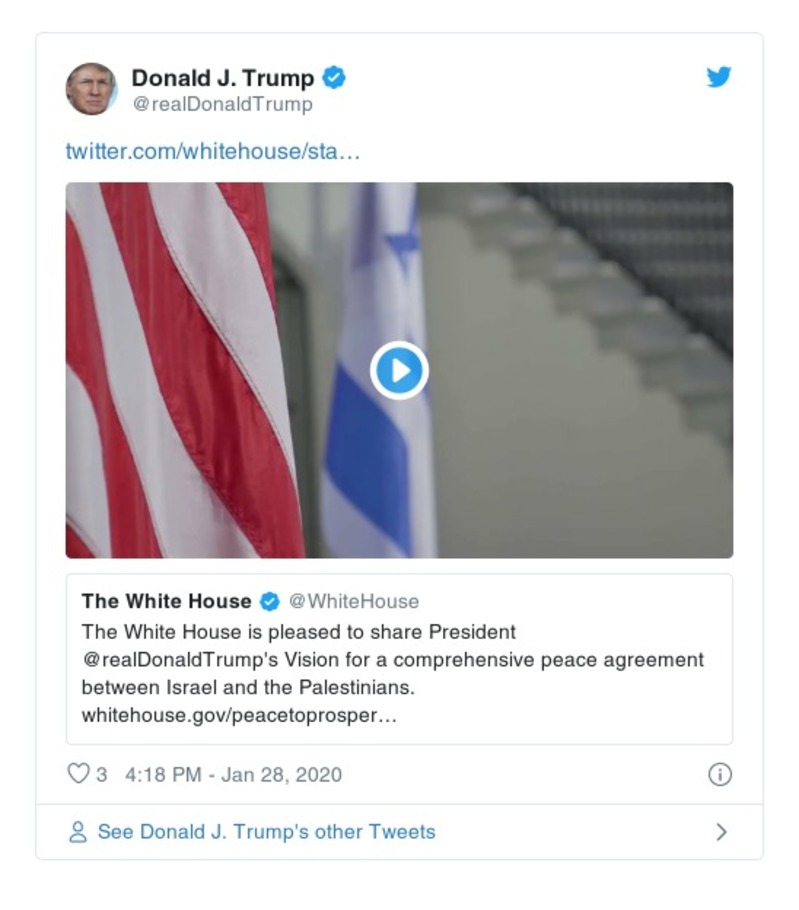 Donald J. Trump
@realDonaldTrump
twitter.com/whitehouse/sta…
The White House @WhiteHouse
The White House is pleased to share President
@realDonaldTrump's Vision for a comprehensive peace agreement
between Israel and the Palestinians.
whitehouse.gov/peacetoprosper…
3 4:18 PM - Jan 28, 2020
See Donald J. Trump's other Tweets